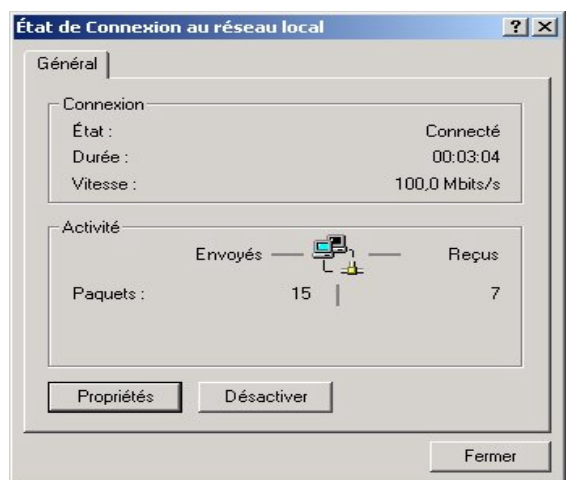 État de Connexion au réseau local
Général
Connexion
État : Connecté
Durée : 00:03:04
Vitesse : 100,0 Mbits/s
Activité
Envoyés Reçus
Paquets : 15 7
Propriétés Désactiver
Fermer